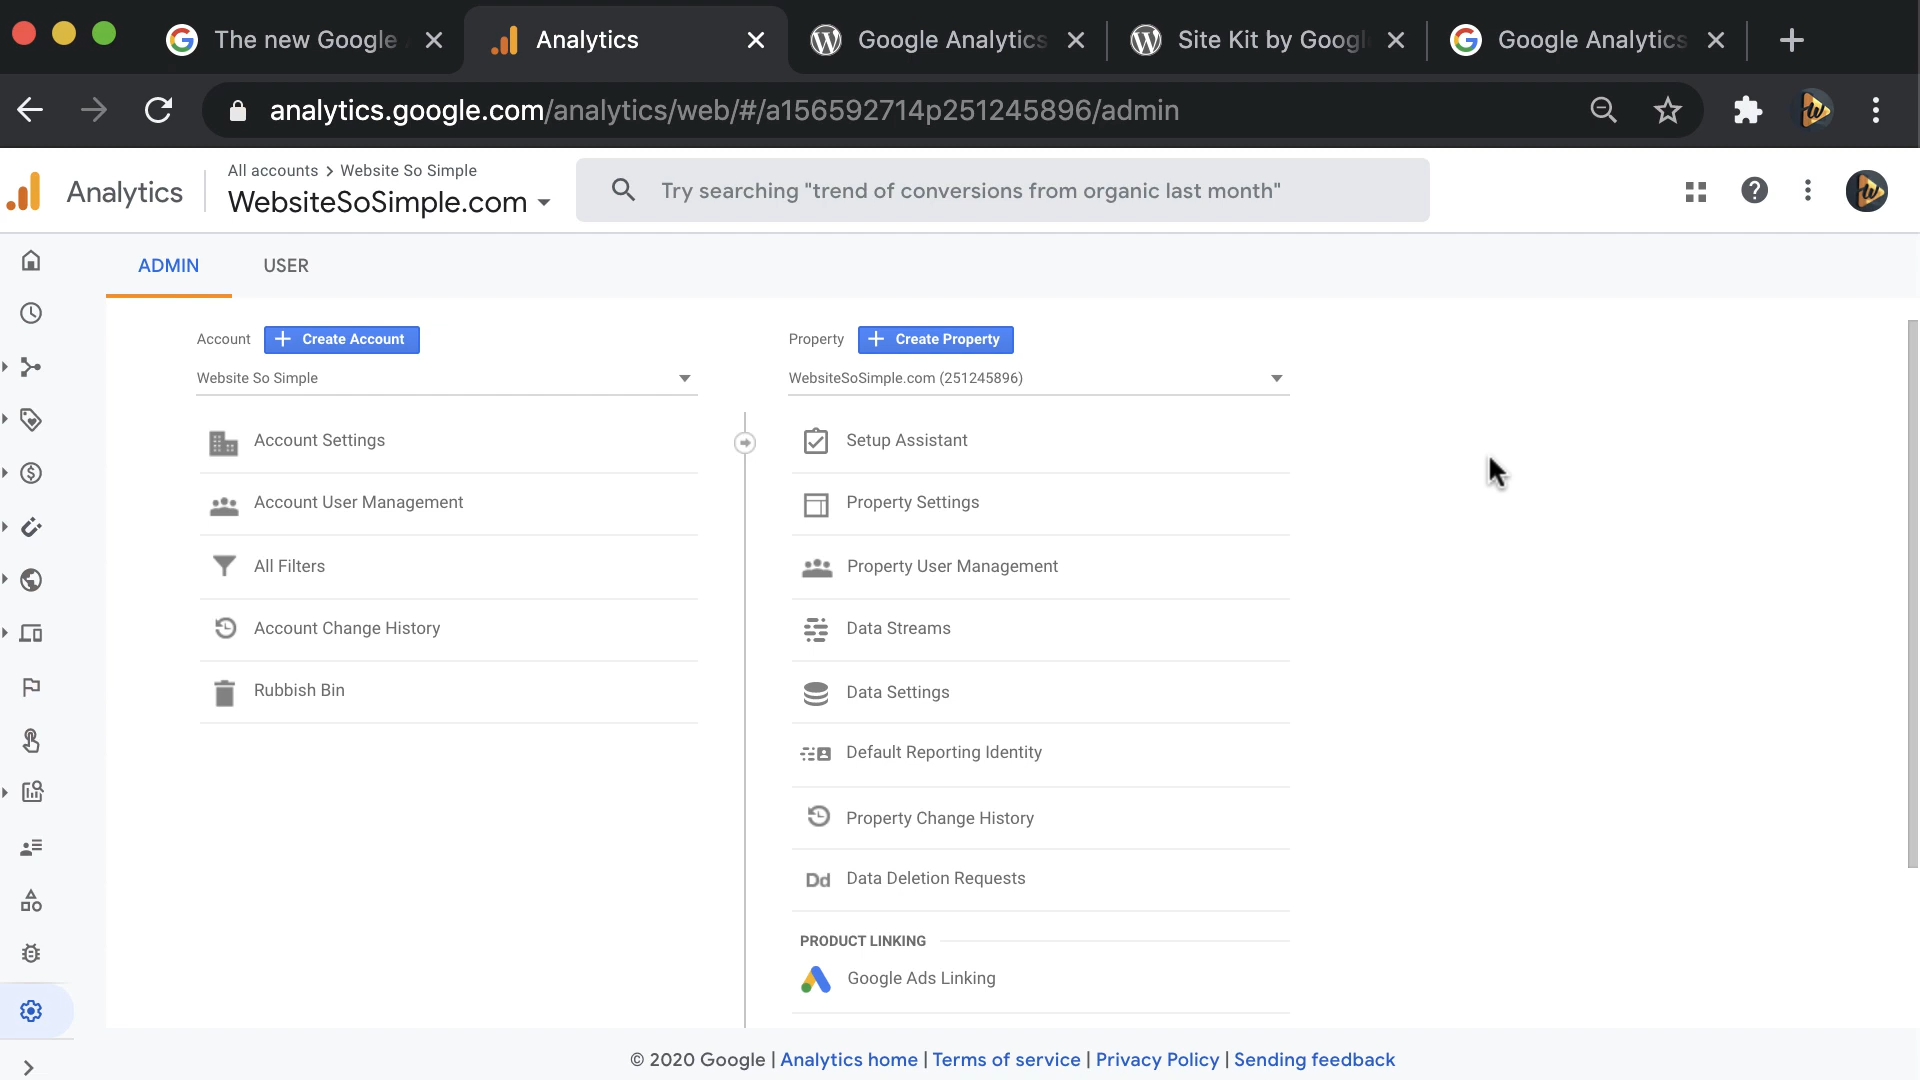 The new Google
Analytics
Google Analytics
Site Kit by Googl
Google Analytics
analytics.google.com/analytics/web/#/a156592714p251245896/admin
Analytics
All accounts > Website So Simple
WebsiteSoSimple.com
Try searching "trend of conversions from organic last month"
ADMIN
USER
Account
Create Account
Property
Create Property
Website So Simple
WebsiteSoSimple.com (251245896)
Account Settings
Account User Management
All Filters
Account Change History
Rubbish Bin
Setup Assistant
Property Settings
Property User Management
Data Streams
Data Settings
Default Reporting Identity
Property Change History
Dd Data Deletion Requests
PRODUCT LINKING
Google Ads Linking
© 2020 Google | Analytics home | Terms of service | Privacy Policy | Sending feedback